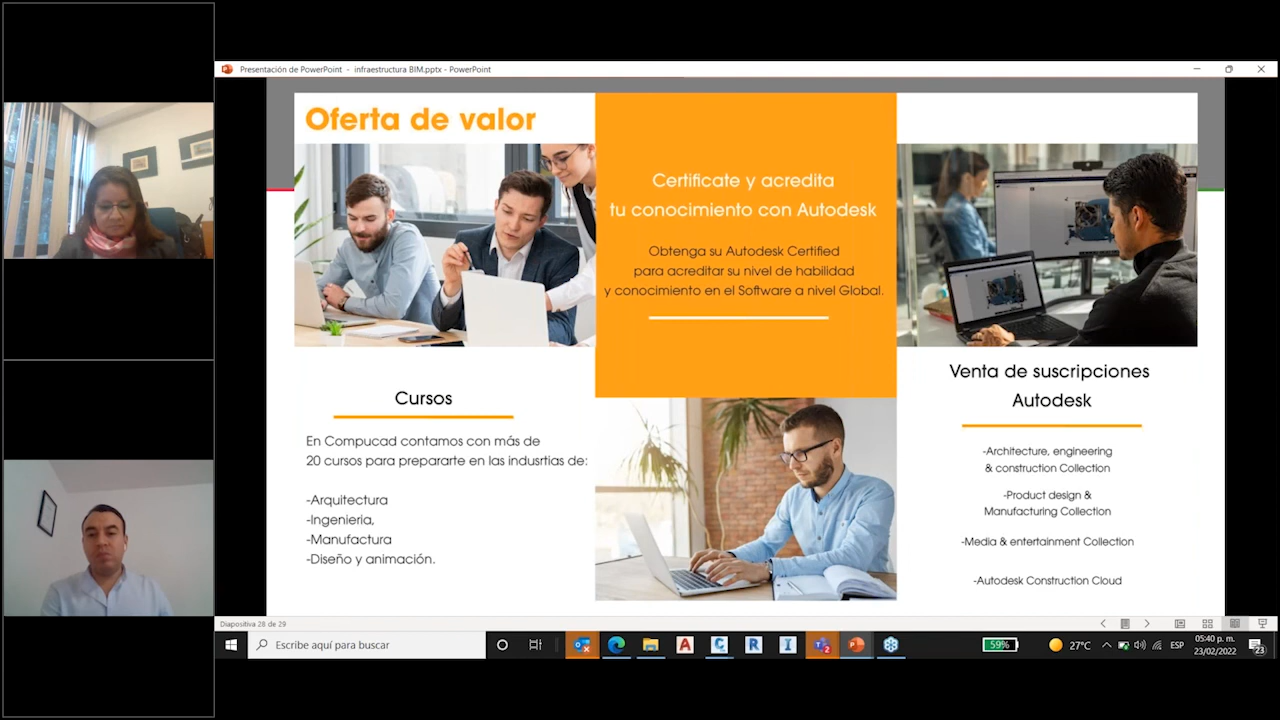 Presentación de PowerPoint - infraestructura BIM.pptx - PowerPoint
Oferta de valor
Certificate y acredita
tu conocimiento con Autodesk
Obtenga su Autodesk Certified
para acreditar su nivel de habilidad
y conocimiento en el Software a nivel Global.
Cursos
En Compucad contamos con más de
20 cursos para prepararte en las indusrtias de:
-Arquitectura
-Ingenieria,
-Manufactura
-Diseño y animación.
Venta de suscripciones
Autodesk
-Architecture, engineering
& construction Collection
-Product design &
Manufacturing Collection
-Media & entertainment Collection
-Autodesk Construction Cloud
Diapositiva 28 de 29
Escribe aquí para buscar
59%
27°C
ESP
05:40 p. m.
23/02/2022
23